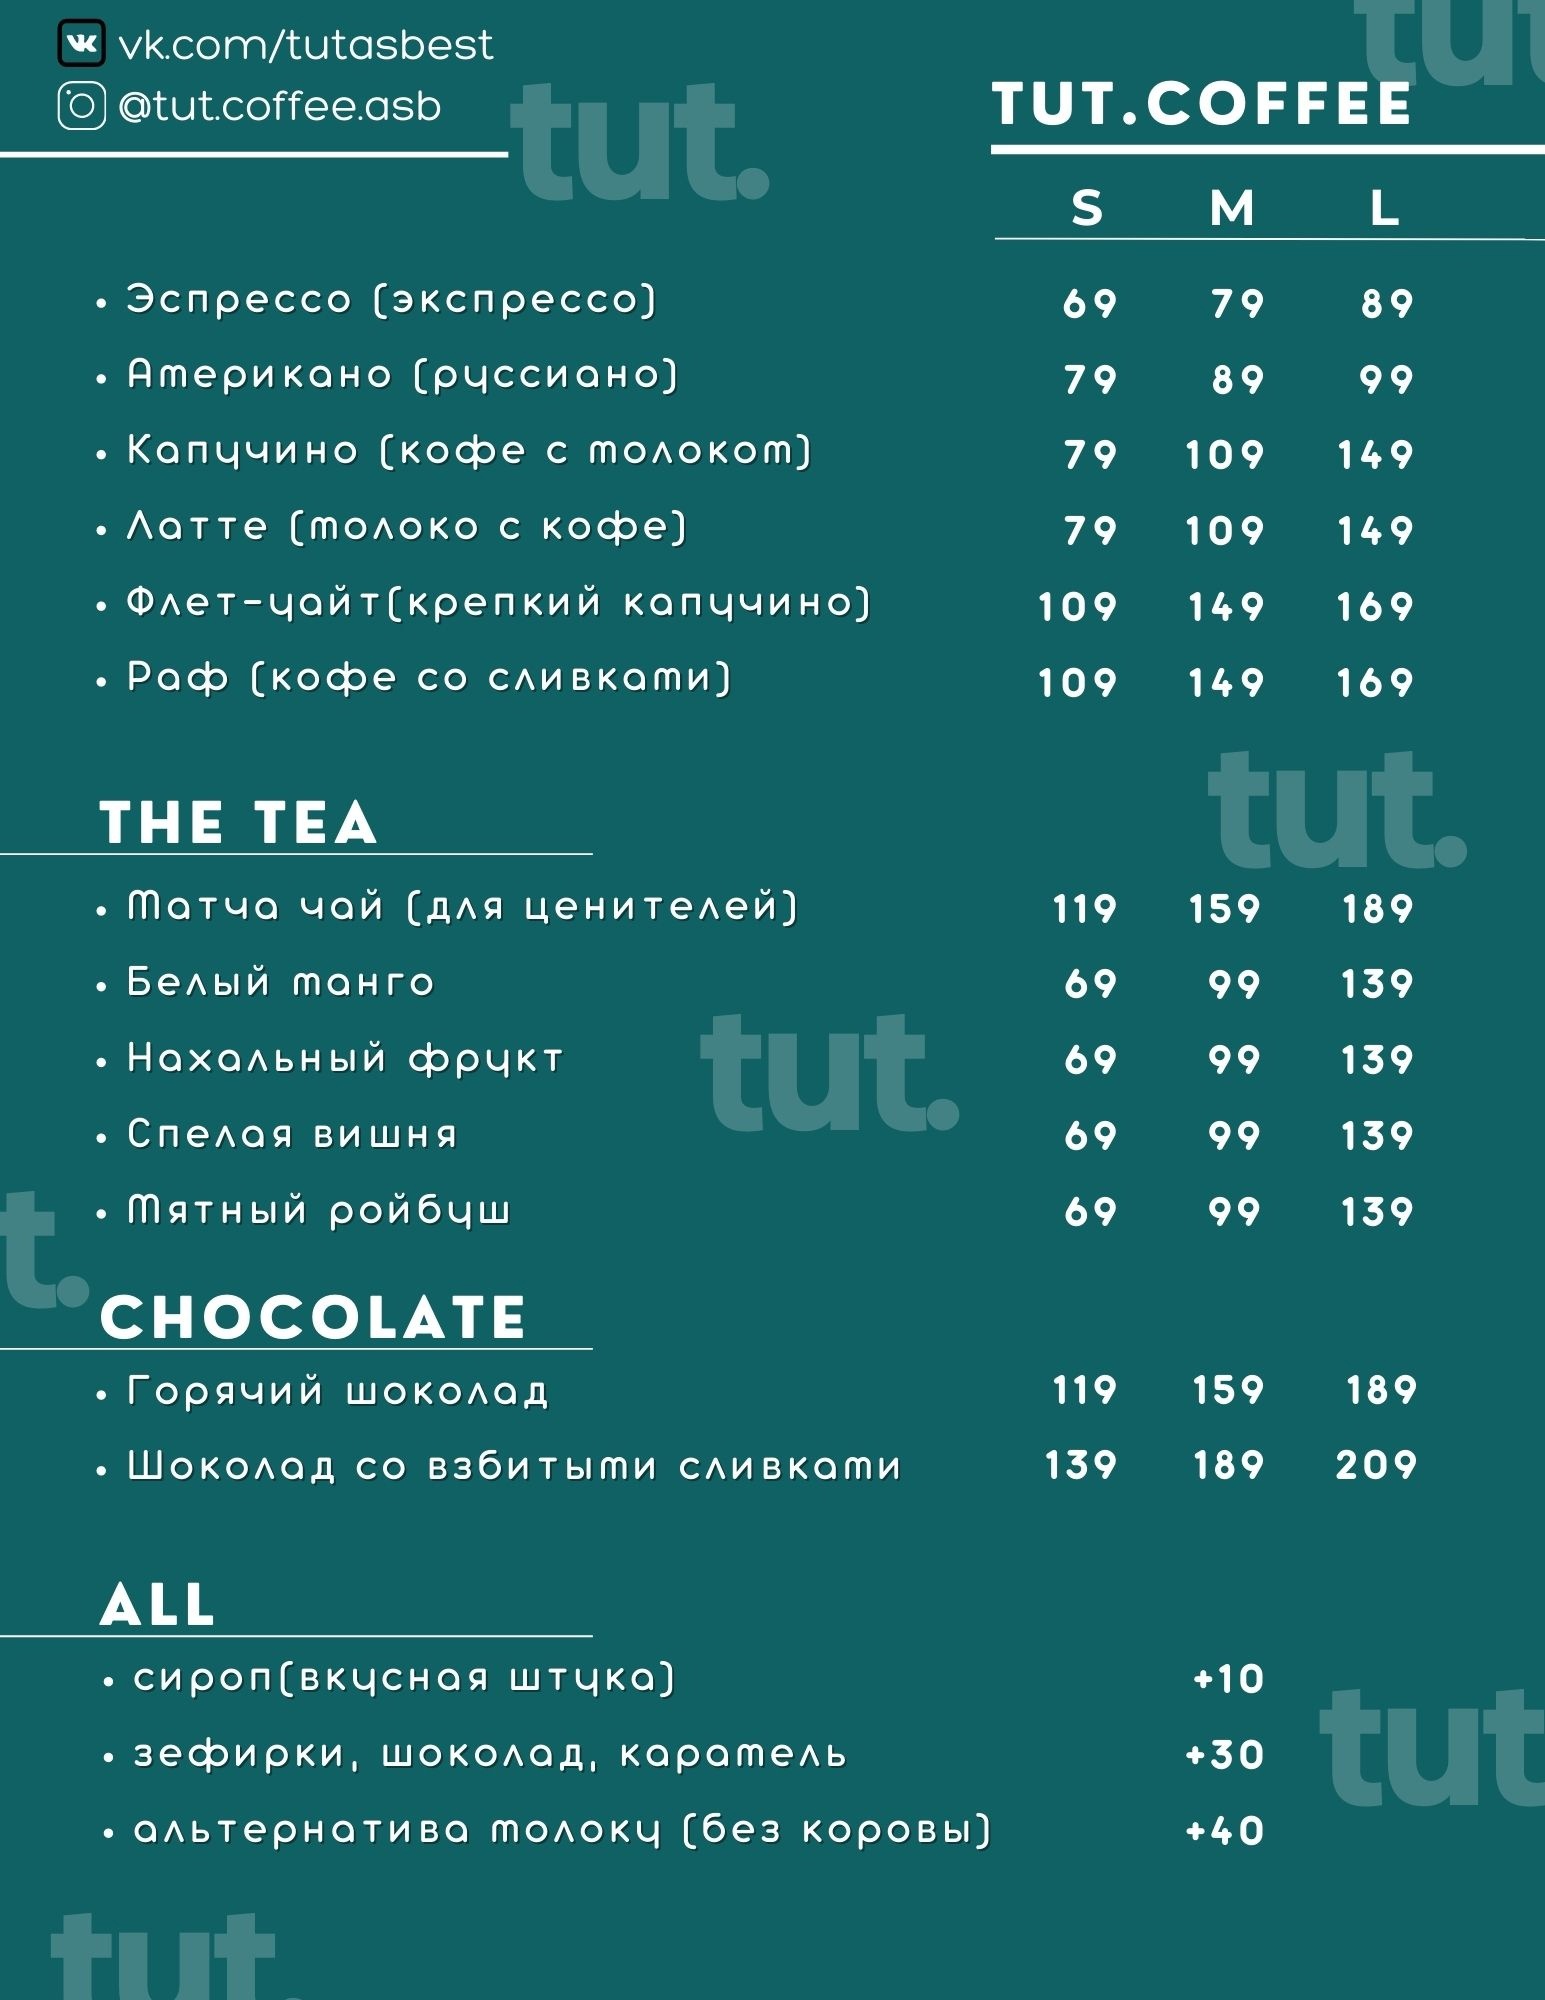 vk.com/tutasbest
@tut.coffee.asb
tut.
tut
TUT.COFFEE
S M L
• Эспрессо (экспрессо) 69 79 89
• Американо (руссиано) 79 89 99
• Капучино (кофе с молоком) 79 109 149
• Латте (молоко с кофе) 79 109 149
• Флет-уайт(крепкий капучино) 109 149 169
• Раф (кофе со сливками) 109 149 169
tut.
THE TEA
• Матча чай (для ценителей) 119 159 189
• Белый манго 69 99 139
• Нахальный фрукт 69 99 139
tut.
• Спелая вишня 69 99 139
• Мятный ройбуш 69 99 139
t.
CHOCOLATE
• Горячий шоколад 119 159 189
• Шоколад со взбитыми сливками 139 189 209
ALL
• сироп(вкусная штука) +10
• зефирки, шоколад, карамель +30
tut
• альтернатива молоку (без коровы) +40
tut.